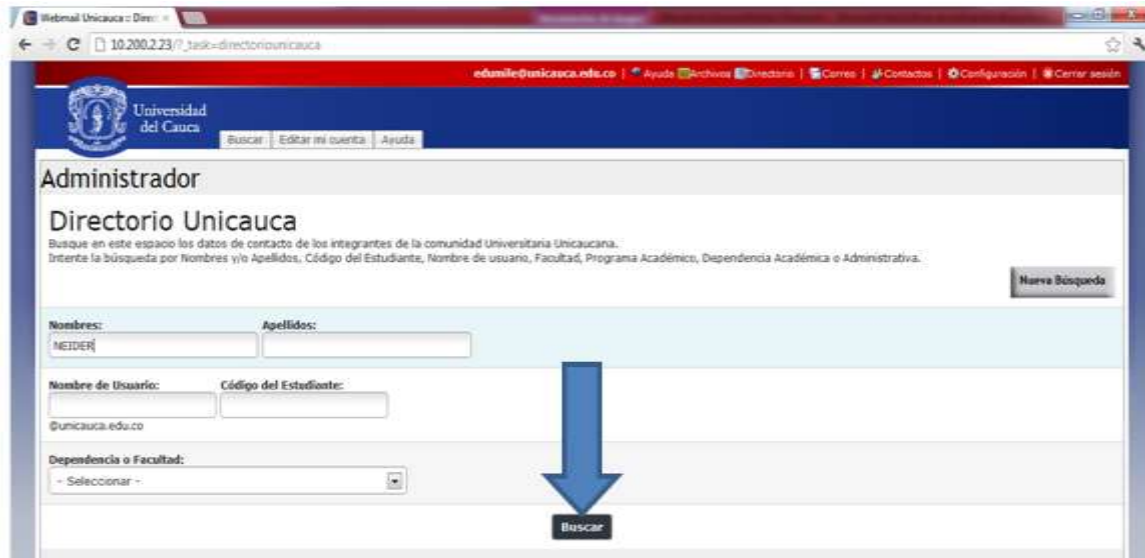 Webmail Unicauca :: Direc
10.200.2.23/?_task=directoriounicauca
edumile@unicauca.edu.co | Ayuda Archivos Directorio | Correo | Contactos | Configuración | Cerrar sesión
Universidad
del Cauca
Buscar Editar mi cuenta Ayuda
Administrador
Directorio Unicauca
Busque en este espacio los datos de contacto de los integrantes de la comunidad Universitaria Unicaucana.
Intente la búsqueda por Nombres y/o Apellidos, Código del Estudiante, Nombre de usuario, Facultad, Programa Académico, Dependencia Académica o Administrativa.
Nueva Búsqueda
Nombres: Apellidos:
NEIDER
Nombre de Usuario: Código del Estudiante:
@unicauca.edu.co
Dependencia o Facultad:
- Seleccionar -
Buscar